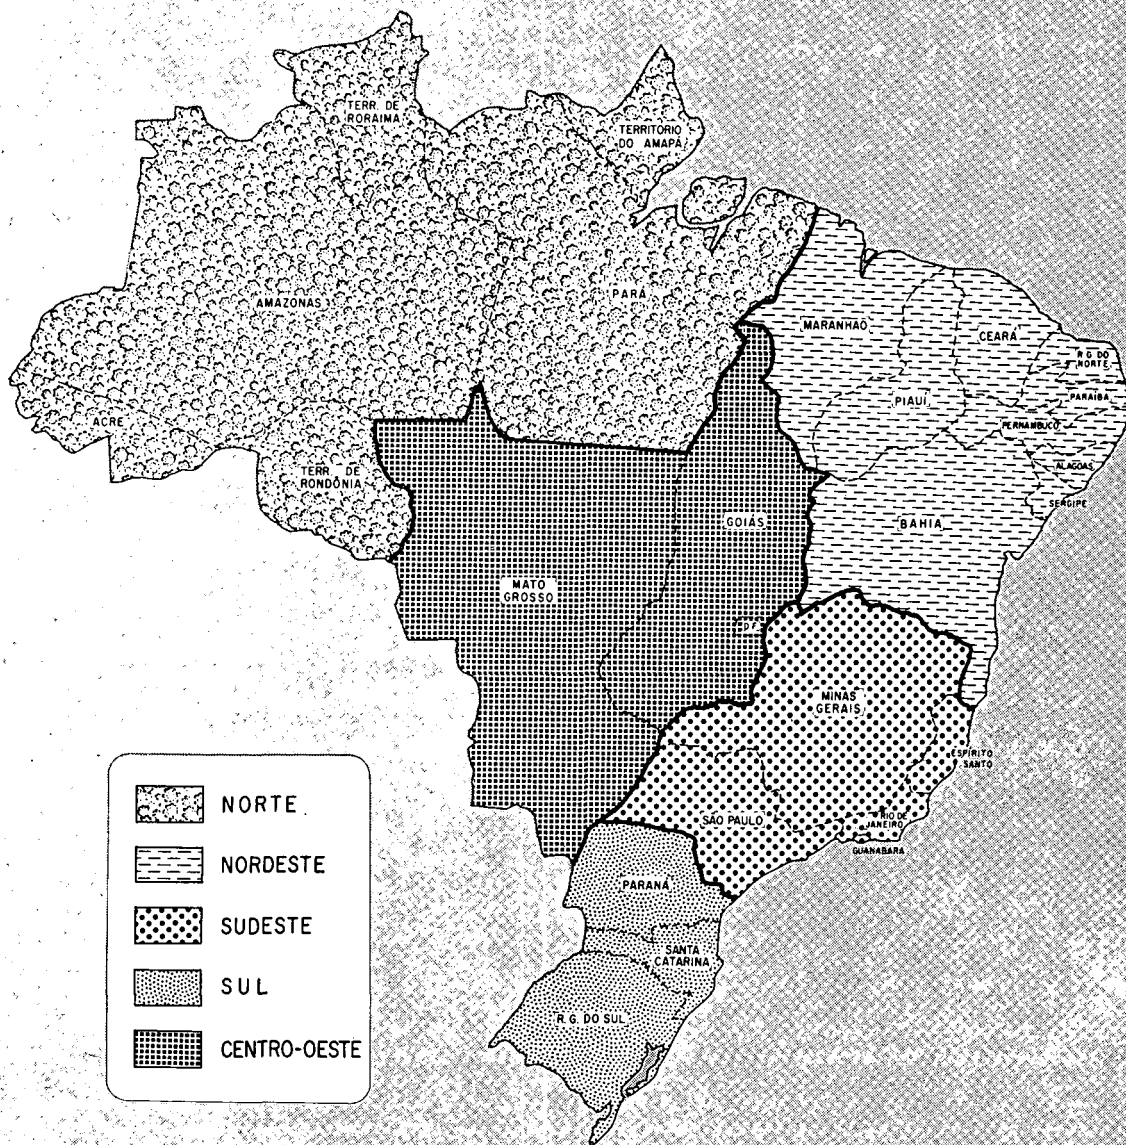 TERR. DE
RORAIMA
TERRITÓRIO
DO AMAPÁ
AMAZONAS
PARÁ
MARANHÃO
CEARÁ
R.G. DO
NORTE
PARAÍBA
PIAUÍ
PERNAMBUCO
ACRE
ALAGOAS
TERR. DE
RONDÔNIA
SERGIPE
GOIÁS
BAHIA
MATO
GROSSO
D F
MINAS
GERAIS
ESPÍRITO
SANTO
SÃO PAULO
RIO DE
JANEIRO
GUANABARA
PARANÁ
SANTA
CATARINA
R.G. DO SUL
NORTE
NORDESTE
SUDESTE
SUL
CENTRO-OESTE